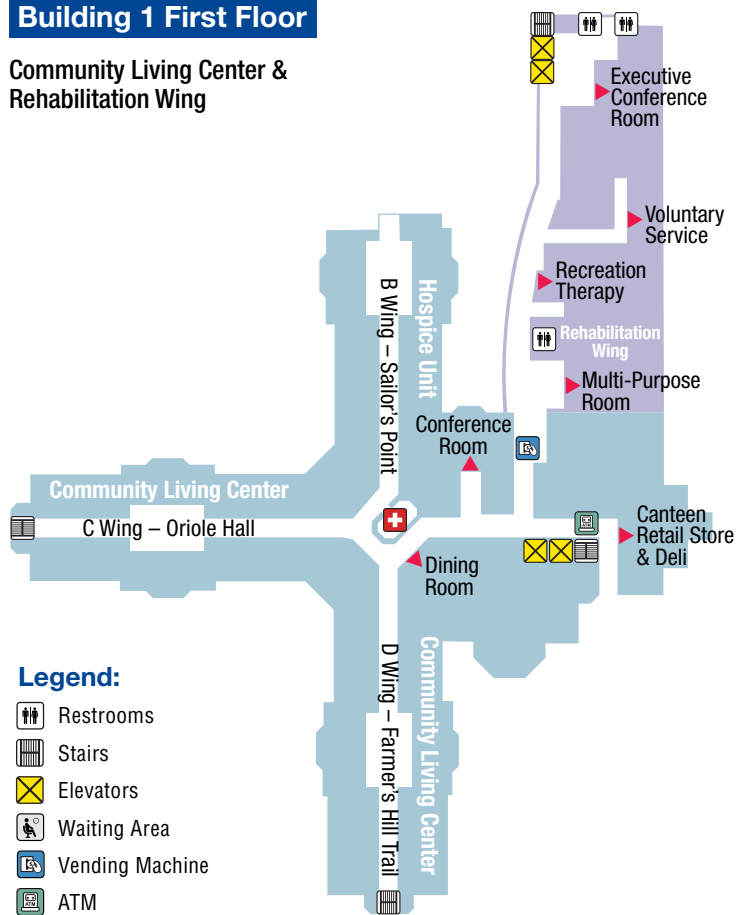 Building 1 First Floor
Community Living Center &
Rehabilitation Wing
Executive
Conference
Room
Voluntary
Service
Recreation
Therapy
Rehabilitation
Wing
Multi-Purpose
Room
Hospice Unit
B Wing – Sailor's Point
Conference
Room
Community Living Center
C Wing – Oriole Hall
Canteen
Retail Store
& Deli
Dining
Room
D Wing – Farmer's Hill Trail
Community Living Center
Legend:
Restrooms
Stairs
Elevators
Waiting Area
Vending Machine
ATM